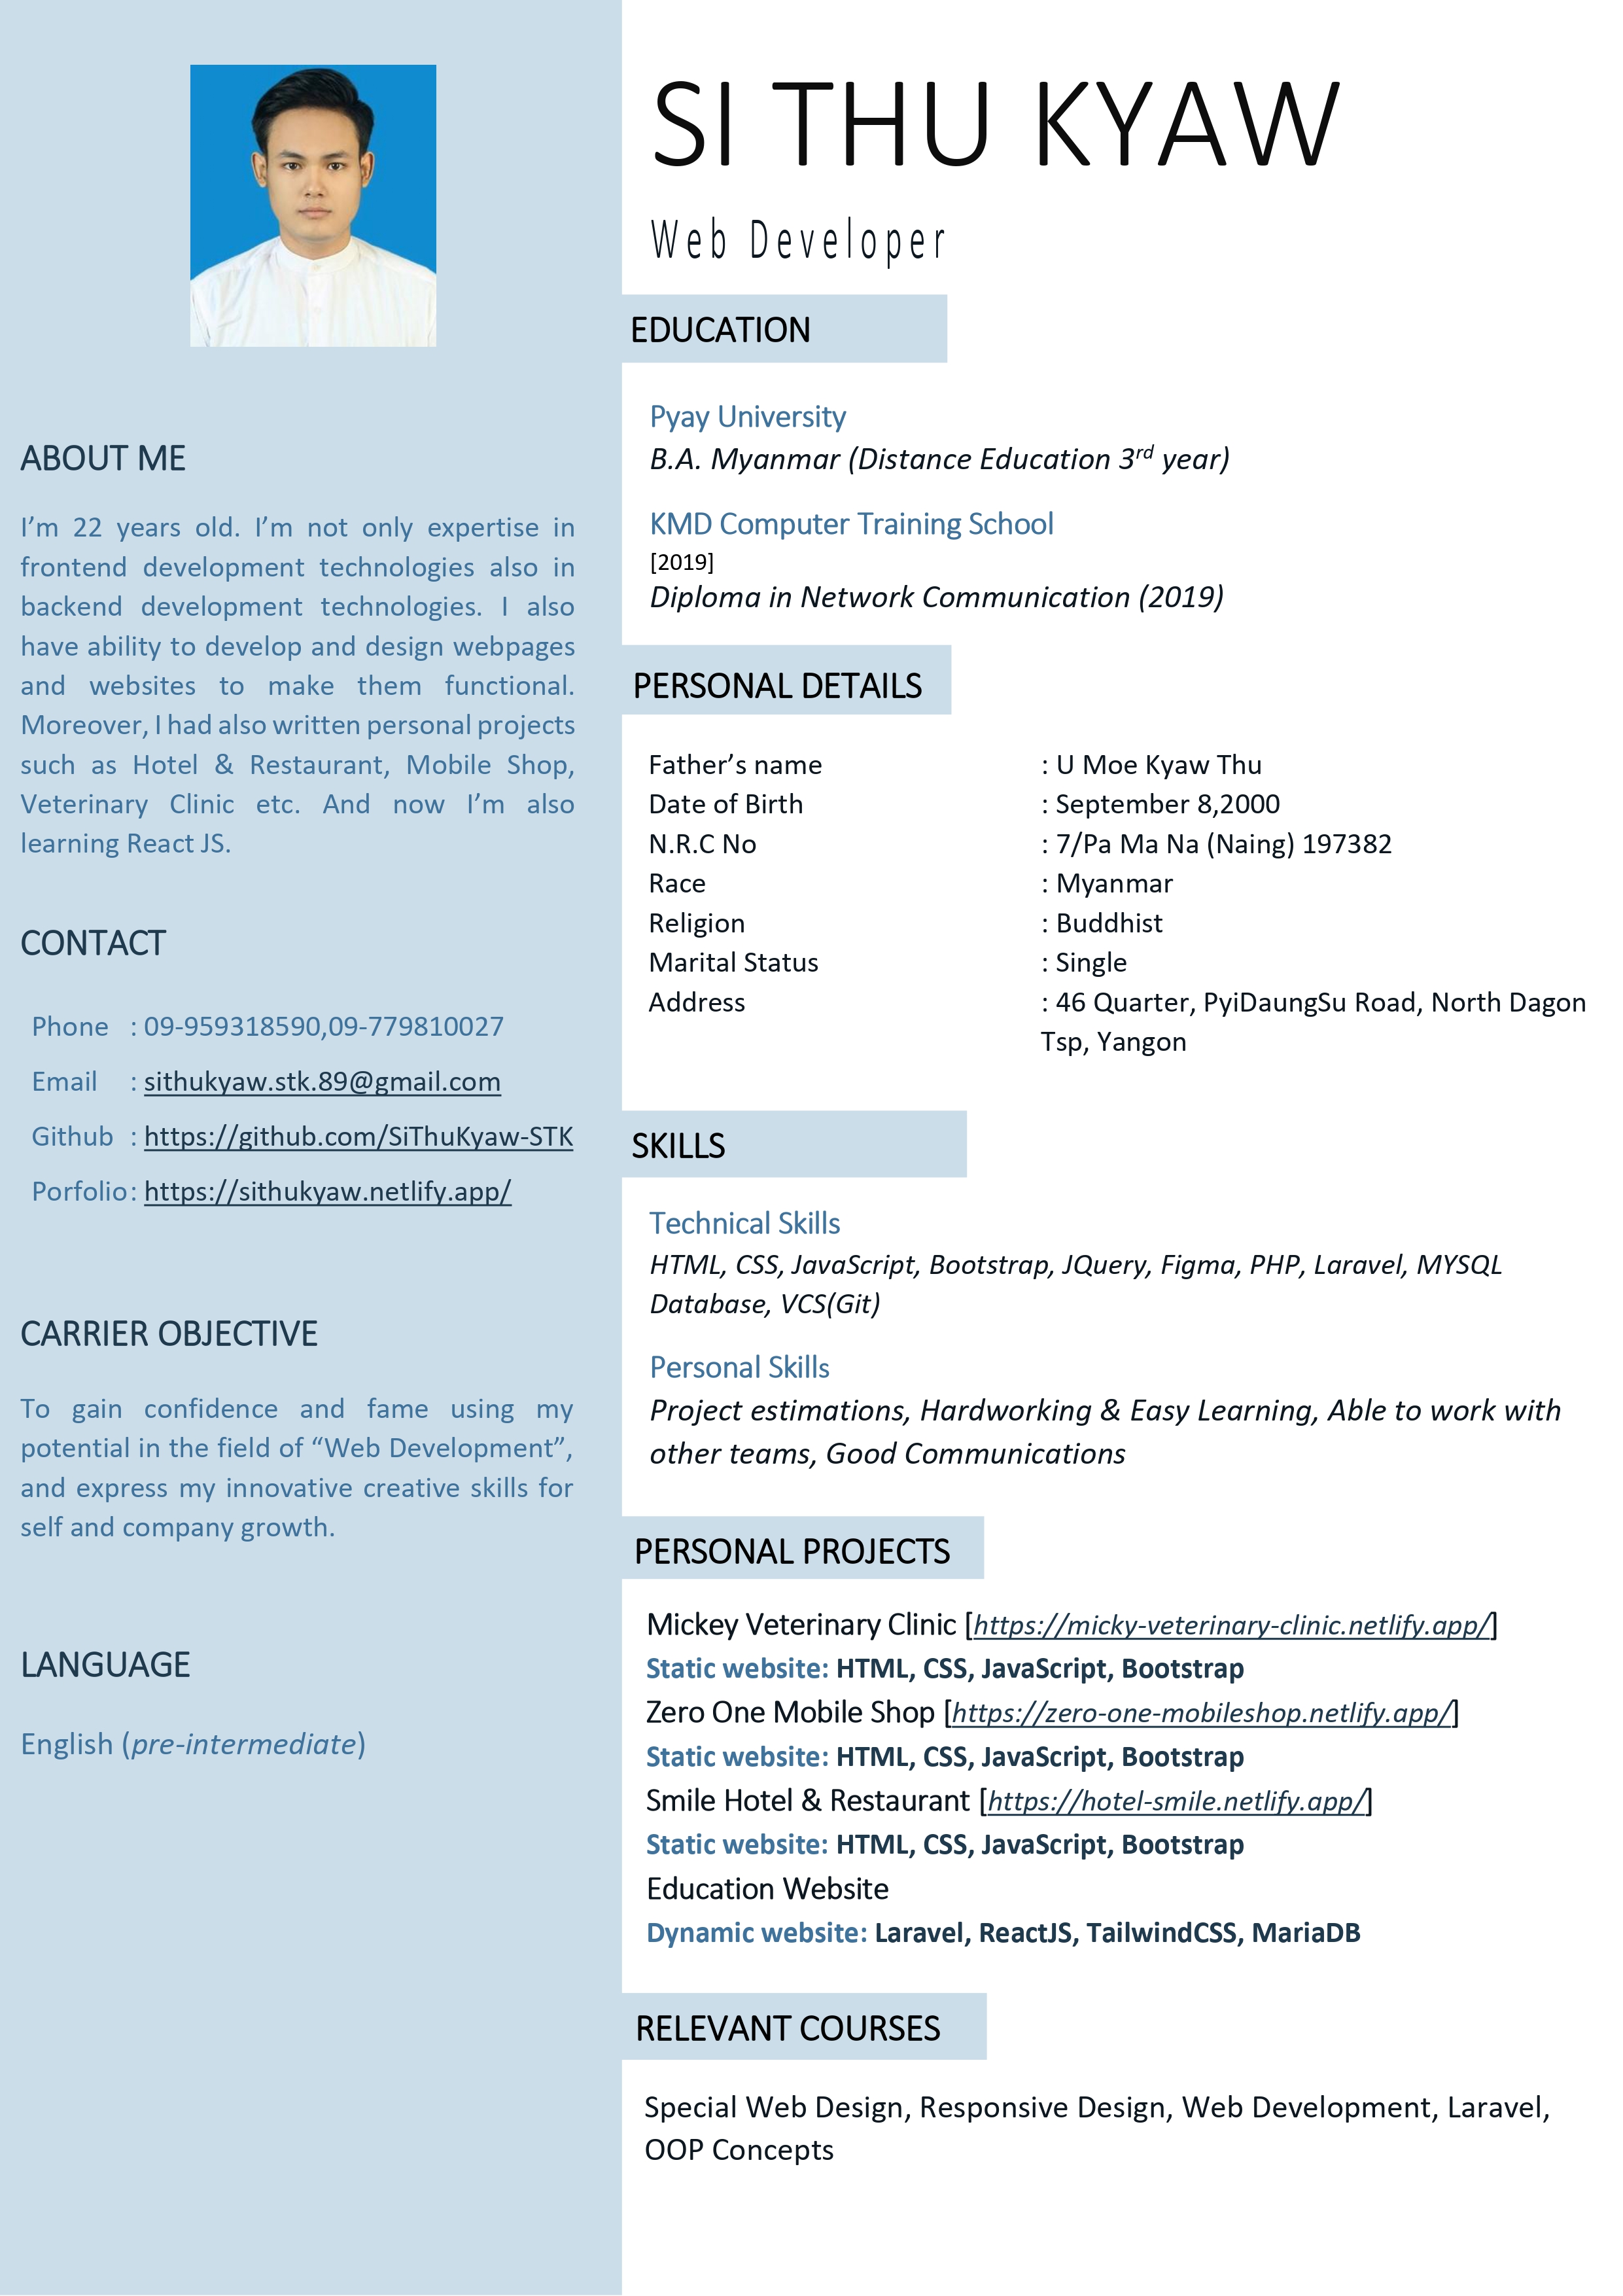 SI THU KYAW
Web Developer
ABOUT ME
I’m 22 years old. I’m not only expertise in
frontend development technologies also in
backend development technologies. I also
have ability to develop and design webpages
and websites to make them functional.
Moreover, I had also written personal projects
such as Hotel & Restaurant, Mobile Shop,
Veterinary Clinic etc. And now I’m also
learning React JS.
CONTACT
Phone : 09-959318590,09-779810027
Email : sithukyaw.stk.89@gmail.com
Github : https://github.com/SiThuKyaw-STK
Porfolio : https://sithukyaw.netlify.app/
CARRIER OBJECTIVE
To gain confidence and fame using my
potential in the field of “Web Development”,
and express my innovative creative skills for
self and company growth.
LANGUAGE
English (pre-intermediate)
EDUCATION
Pyay University
B.A. Myanmar (Distance Education 3rd year)
KMD Computer Training School
[2019]
Diploma in Network Communication (2019)
PERSONAL DETAILS
Father’s name : U Moe Kyaw Thu
Date of Birth : September 8,2000
N.R.C No : 7/Pa Ma Na (Naing) 197382
Race : Myanmar
Religion : Buddhist
Marital Status : Single
Address : 46 Quarter, PyiDaungSu Road, North Dagon
Tsp, Yangon
SKILLS
Technical Skills
HTML, CSS, JavaScript, Bootstrap, JQuery, Figma, PHP, Laravel, MYSQL
Database, VCS(Git)
Personal Skills
Project estimations, Hardworking & Easy Learning, Able to work with
other teams, Good Communications
PERSONAL PROJECTS
Mickey Veterinary Clinic [https://micky-veterinary-clinic.netlify.app/]
Static website: HTML, CSS, JavaScript, Bootstrap
Zero One Mobile Shop [https://zero-one-mobileshop.netlify.app/]
Static website: HTML, CSS, JavaScript, Bootstrap
Smile Hotel & Restaurant [https://hotel-smile.netlify.app/]
Static website: HTML, CSS, JavaScript, Bootstrap
Education Website
Dynamic website: Laravel, ReactJS, TailwindCSS, MariaDB
RELEVANT COURSES
Special Web Design, Responsive Design, Web Development, Laravel,
OOP Concepts